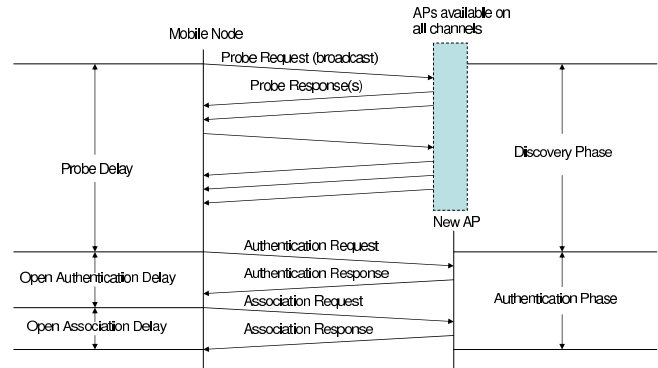 APs available on
all channels
Mobile Node
Probe Request (broadcast)
Probe Response(s)
Probe Delay
Discovery Phase
New AP
Authentication Request
Open Authentication Delay
Authentication Response
Association Request
Authentication Phase
Open Association Delay
Association Response